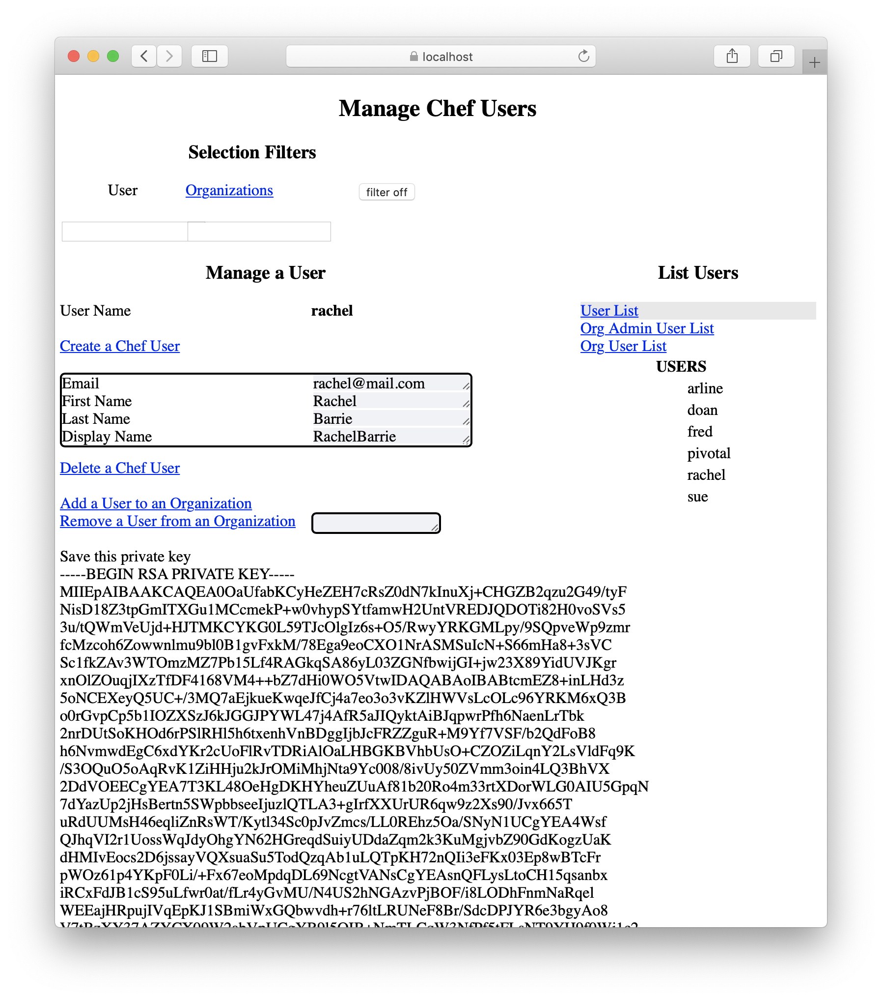 localhost
Manage Chef Users
Selection Filters
User Organizations filter off
Manage a User
List Users
User Name rachel
User List
Org Admin User List
Create a Chef User
Org User List
USERS
Email rachel@mail.com
First Name Rachel
Last Name Barrie
Display Name RachelBarrie
arline
doan
fred
pivotal
rachel
sue
Delete a Chef User
Add a User to an Organization
Remove a User from an Organization
Save this private key
-----BEGIN RSA PRIVATE KEY-----
MIIEpAIBAAKCAQEA0OaUfabKCyHeZEH7cRsZ0dN7kInuXj+CHGZB2qzu2G49/tyF
NisD18Z3tpGmITXGu1MCcmekP+w0vhypSYtfamwH2UntVREDJQDOTi82H0voSVs5
3u/tQWmVeUjd+HJTMKCYKG0L59TJcOlgIz6s+O5/RwyYRKGMLpy/9SQpveWp9zmr
fcMzcoh6Zowwnlmu9bl0B1gvFxkM/78Ega9eoCXO1NrASMSuIcN+S66mHa8+3sVC
Sc1fkZAv3WTOmzMZ7Pb15Lf4RAGkqSA86yL03ZGNfbwijGI+jw23X89YidUVJKgr
xnOlZOuqjIXzTfDF4168VM4++bZ7dHi0WO5VtwIDAQABAoIBABtcmEZ8+inLHd3z
5oNCEXeyQ5UC+/3MQ7aEjkueKwqeJfCj4a7eo3o3vKZlHWVsLcOLc96YRKM6xQ3B
o0rGvpCp5b1IOZXSzJ6kJGGJPYWL47j4AfR5aJIQyktAiBJqpwrPfh6NaenLrTbk
2nrDUtSoKHOd6rPSlRHl5h6txenhVnBDggIjbJcFRZZguR+M9Yf7VSF/b2QdFoB8
h6NvmwdEgC6xdYKr2cUoFlRvTDRiAlOaLHBGKBVhbUsO+CZOZiLqnY2LsVldFq9K
/S3OQuO5oAqRvK1ZiHHju2kJrOMiMhjNta9Yc008/8ivUy50ZVmm3oin4LQ3BhVX
2DdVOEECgYEA7T3KL48OeHgDKHYheuZUuAf81b20Ro4m33rtXDorWLG0AIU5GpqN
7dYazUp2jHsBertn5SWpbbseeIjuzlQTLA3+gIrfXXUrUR6qw9z2Xs90/Jvx665T
uRdUUMsH46eqliZnRsWT/Kytl34Sc0pJvZmcs/LL0REhz5Oa/SNyN1UCgYEA4Wsf
QJhqVI2r1UossWqJdyOhgYN62HGreqdSuiyUDdaZqm2k3KuMgjvbZ90GdKogzUaK
dHMIvEocs2D6jssayVQXsuaSu5TodQzqAb1uLQTpKH72nQIi3eFKx03Ep8wBTcFr
pWOz61p4YKpF0Li/+Fx67eoMpdqDL69NcgtVANsCgYEAsnQFLysLtoCH15qsanbx
iRCxFdJB1cS95uLfwr0at/fLr4yGvMU/N4US2hNGAzvPjBOF/i8LODhFnmNaRqel
WEEajHRpujIVqEpKJ1SBmiWxGQbwvdh+r76ltLRUNeF8Br/SdcDPJYR6e3bgyAo8